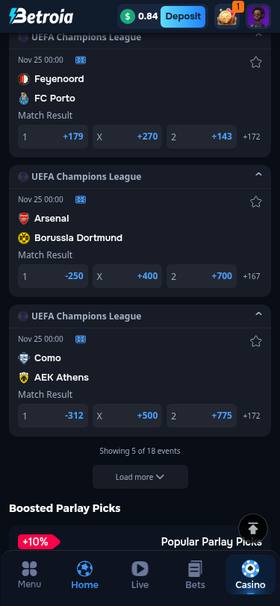 Betroia
$ 0.84 Deposit
1
UEFA Champions League
Nov 25 00:00
Feyenoord
FC Porto
Match Result
1 +179 X +270 2 +143 +172
UEFA Champions League
Nov 25 00:00
Arsenal
Borussia Dortmund
Match Result
1 -250 X +400 2 +700 +167
UEFA Champions League
Nov 25 00:00
Como
AEK Athens
Match Result
1 -312 X +500 2 +775 +172
Showing 5 of 18 events
Load more
Boosted Parlay Picks
+10% Popular Parlay Picks
Menu Home Live Bets Casino